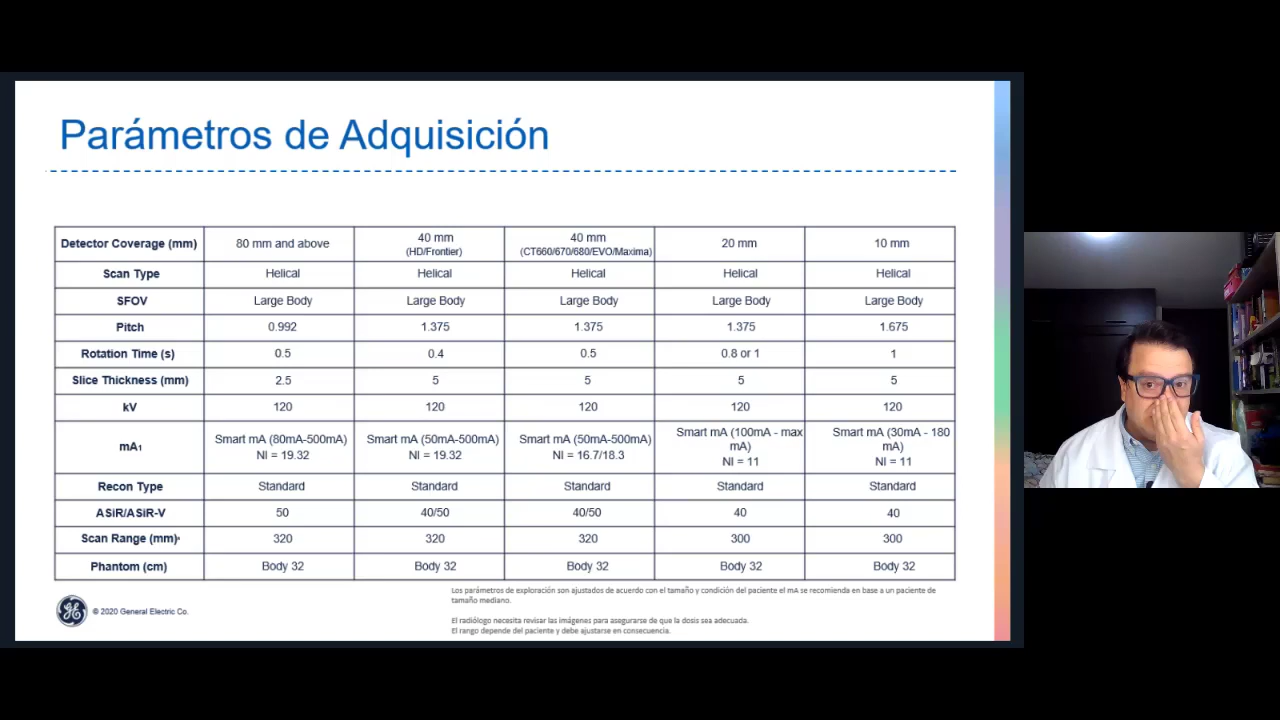 Parámetros de Adquisición
Detector Coverage (mm) 80 mm and above 40 mm (HD/Frontier) 40 mm (CT660/670/680/EVO/Maxima) 20 mm 10 mm
Scan Type Helical Helical Helical Helical Helical
SFOV Large Body Large Body Large Body Large Body Large Body
Pitch 0.992 1.375 1.375 1.375 1.675
Rotation Time (s) 0.5 0.4 0.5 0.8 or 1 1
Slice Thickness (mm) 2.5 5 5 5 5
kV 120 120 120 120 120
mA1 Smart mA (80mA-500mA) NI = 19.32 Smart mA (50mA-500mA) NI = 19.32 Smart mA (50mA-500mA) NI = 16.7/18.3 Smart mA (100mA - max mA) NI = 11 Smart mA (30mA - 180 mA) NI = 11
Recon Type Standard Standard Standard Standard Standard
ASiR/ASiR-V 50 40/50 40/50 40 40
Scan Range (mm) 320 320 320 300 300
Phantom (cm) Body 32 Body 32 Body 32 Body 32 Body 32
Los parámetros de exploración son ajustados de acuerdo con el tamaño y condición del paciente el mA se recomienda en base a un paciente de
tamaño mediano.
El radiólogo necesita revisar las imágenes para asegurarse de que la dosis sea adecuada.
El rango depende del paciente y debe ajustarse en consecuencia.
GE © 2020 General Electric Co.